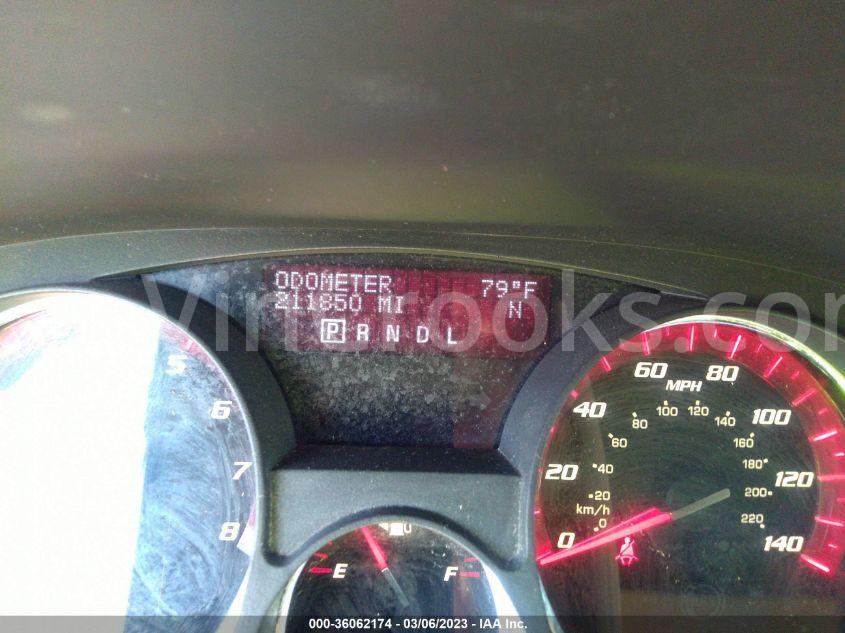 ODOMETER 79°F
211850 MI N
P R N D L
5
6
7
8
E F
0 20 40 60 80 100 120 140
MPH
0 20 40 60 80 100 120 140 160 180 200 220
km/h
000-36062174 - 03/06/2023 - IAA Inc.